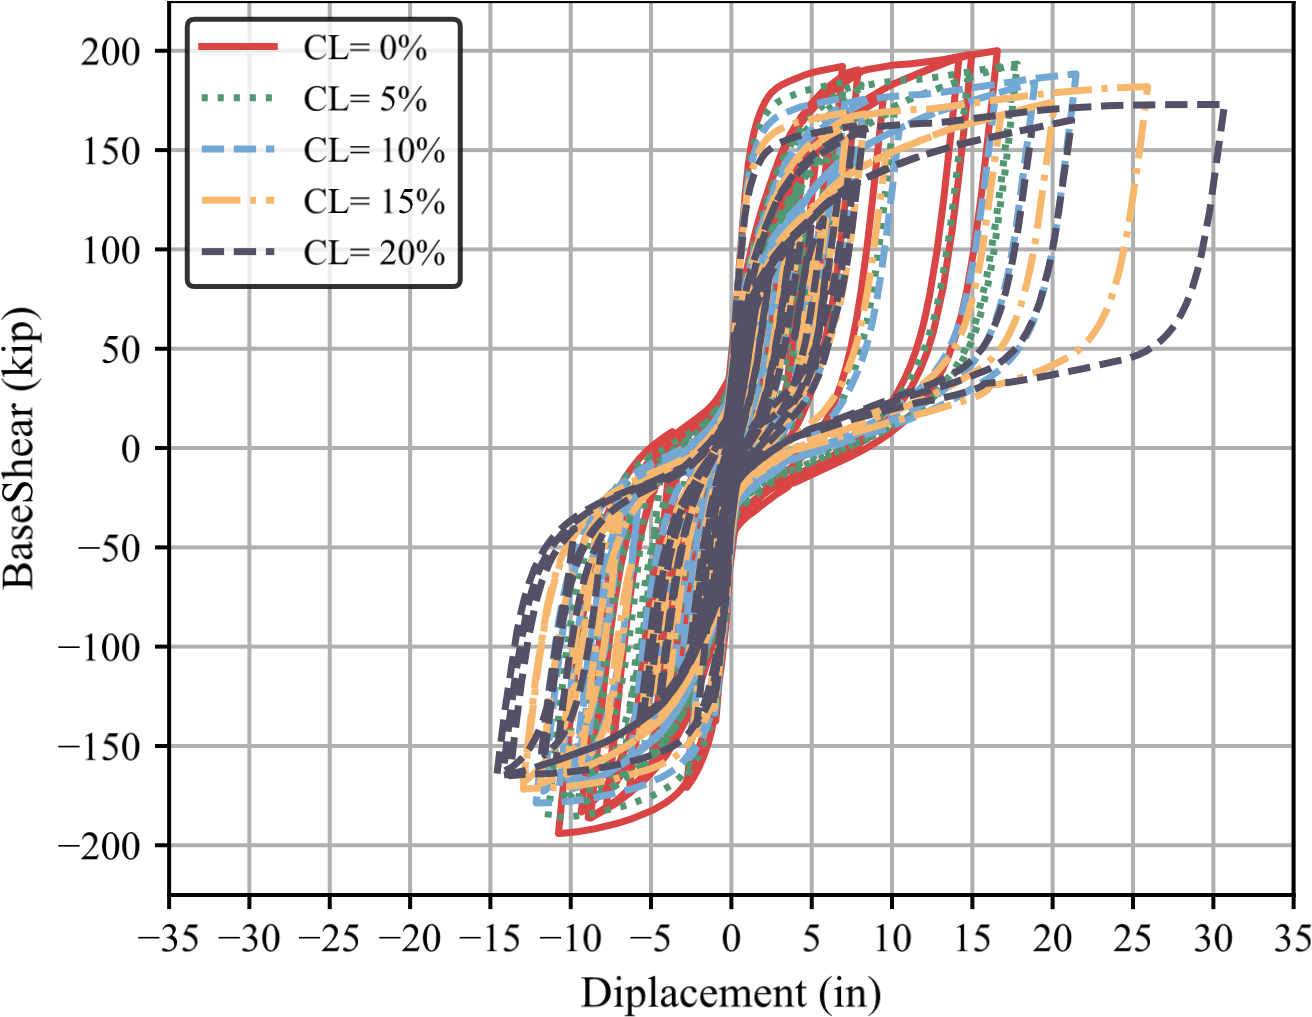 CL= 0%
CL= 5%
CL= 10%
CL= 15%
CL= 20%
200
150
100
50
0
−50
−100
−150
−200
BaseShear (kip)
−35 −30 −25 −20 −15 −10 −5 0 5 10 15 20 25 30 35
Diplacement (in)